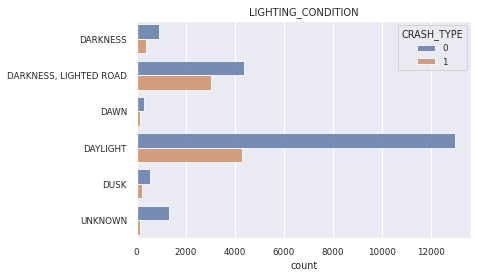 LIGHTING_CONDITION
CRASH_TYPE
0
1
DARKNESS
DARKNESS, LIGHTED ROAD
DAWN
DAYLIGHT
DUSK
UNKNOWN
0 2000 4000 6000 8000 10000 12000
count